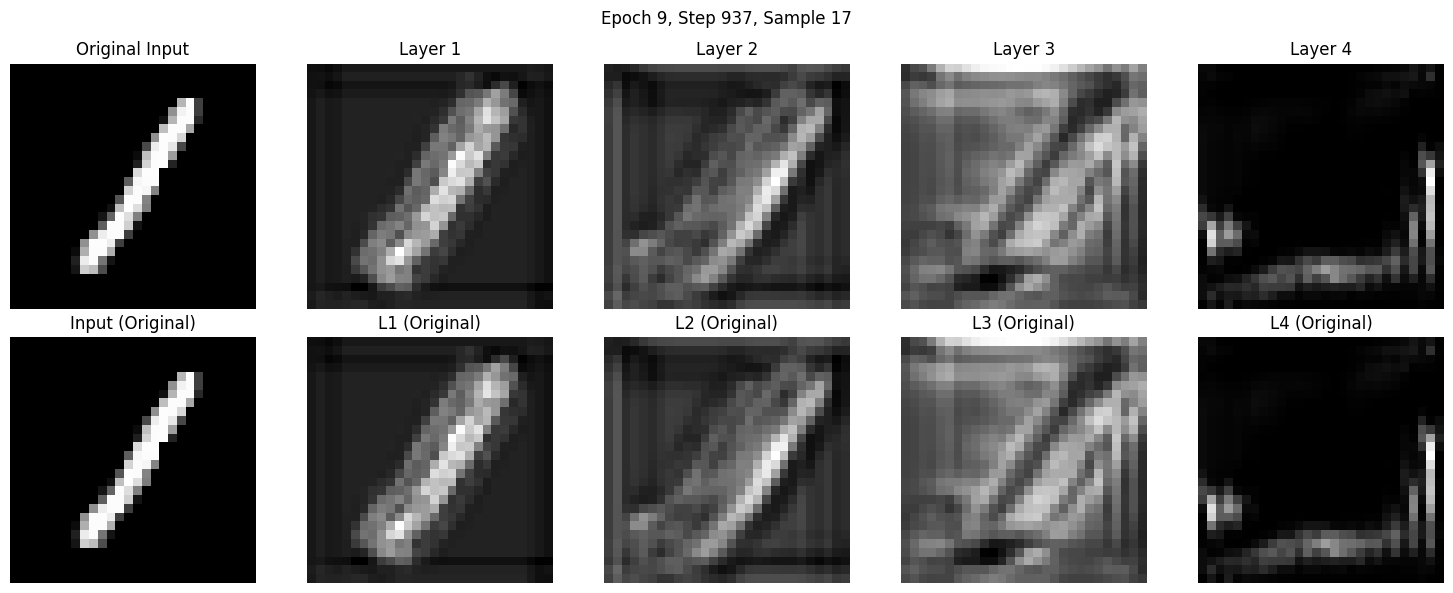 Epoch 9, Step 937, Sample 17
Original Input Layer 1 Layer 2 Layer 3 Layer 4
Input (Original) L1 (Original) L2 (Original) L3 (Original) L4 (Original)